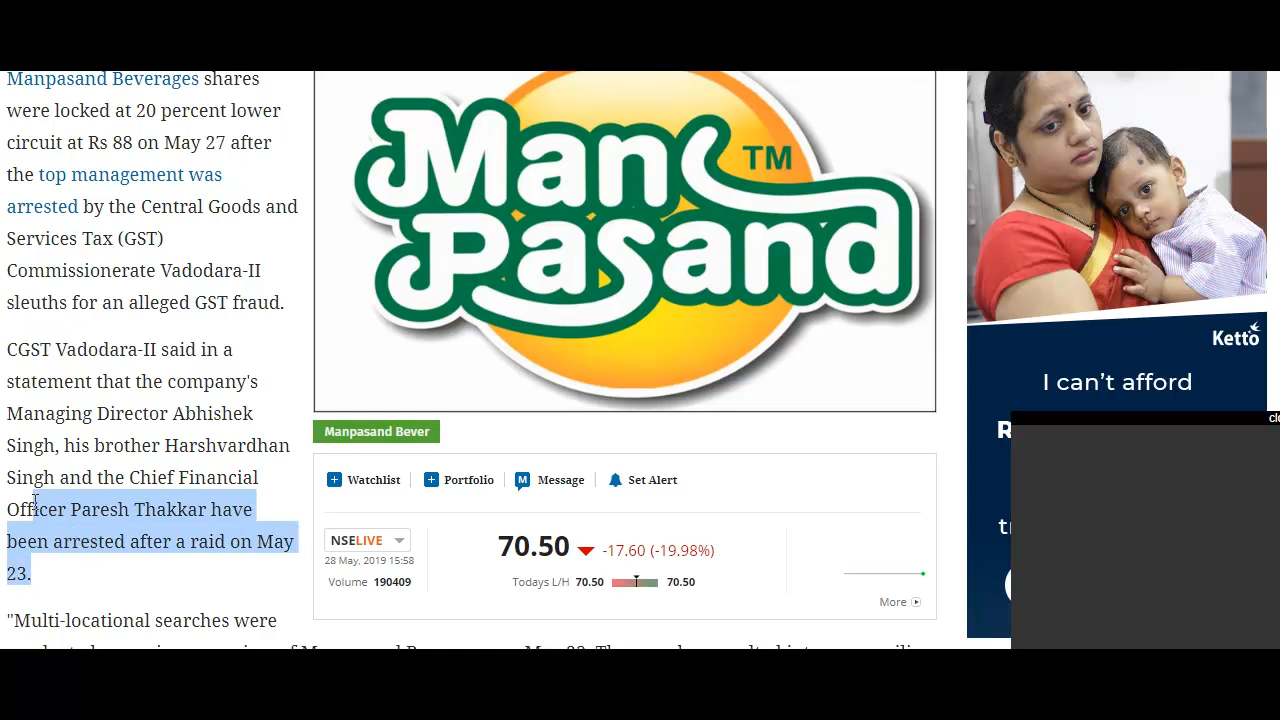 Manpasand Beverages shares
were locked at 20 percent lower
circuit at Rs 88 on May 27 after
the top management was
arrested by the Central Goods and
Services Tax (GST)
Commissionerate Vadodara-II
sleuths for an alleged GST fraud.
CGST Vadodara-II said in a
statement that the company's
Managing Director Abhishek
Singh, his brother Harshvardhan
Singh and the Chief Financial
Officer Paresh Thakkar have
been arrested after a raid on May
23.
"Multi-locational searches were
Man TM
Pasand
Manpasand Bever
Watchlist Portfolio M Message Set Alert
NSELIVE
28 May, 2019 15:58
Volume 190409
70.50 -17.60 (-19.98%)
Todays L/H 70.50 70.50
More
Ketto
I can't afford
R
tr
clo